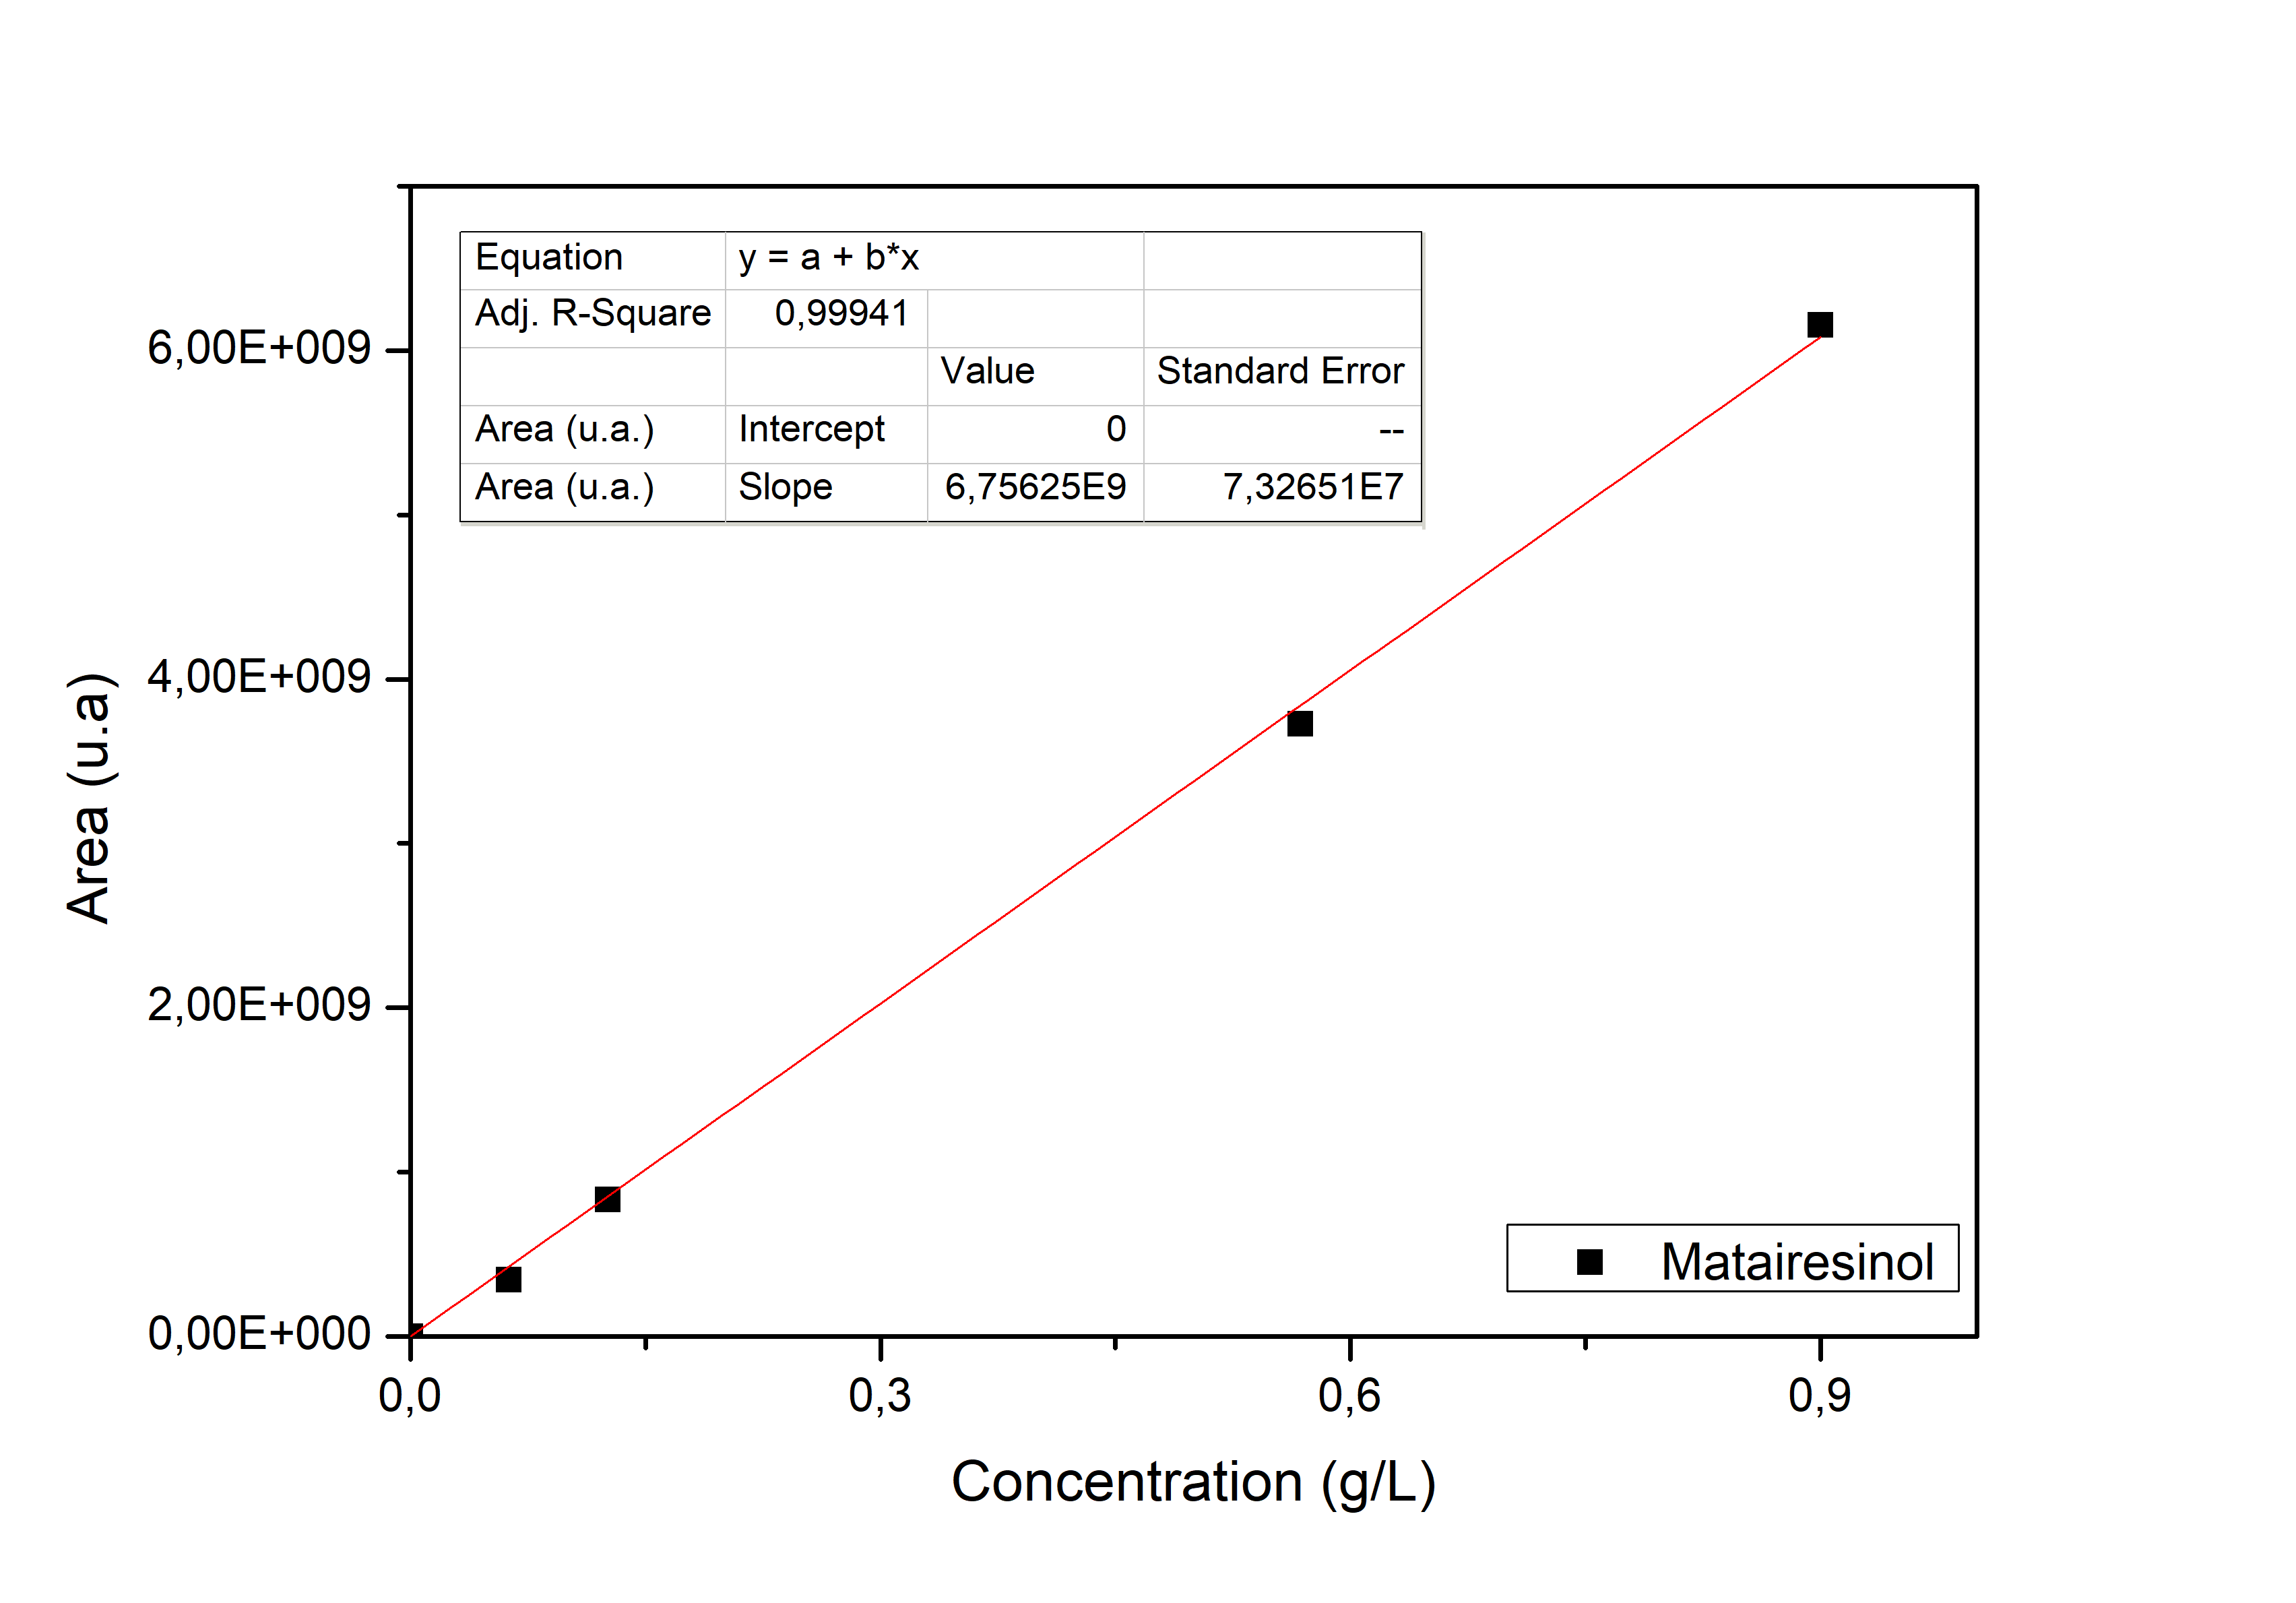 Equation y = a + b*x
Adj. R-Square 0,99941
Value Standard Error
Area (u.a.) Intercept 0 --
Area (u.a.) Slope 6,75625E9 7,32651E7
6,00E+009
4,00E+009
2,00E+009
0,00E+000
Area (u.a)
Matairesinol
0,0 0,3 0,6 0,9
Concentration (g/L)